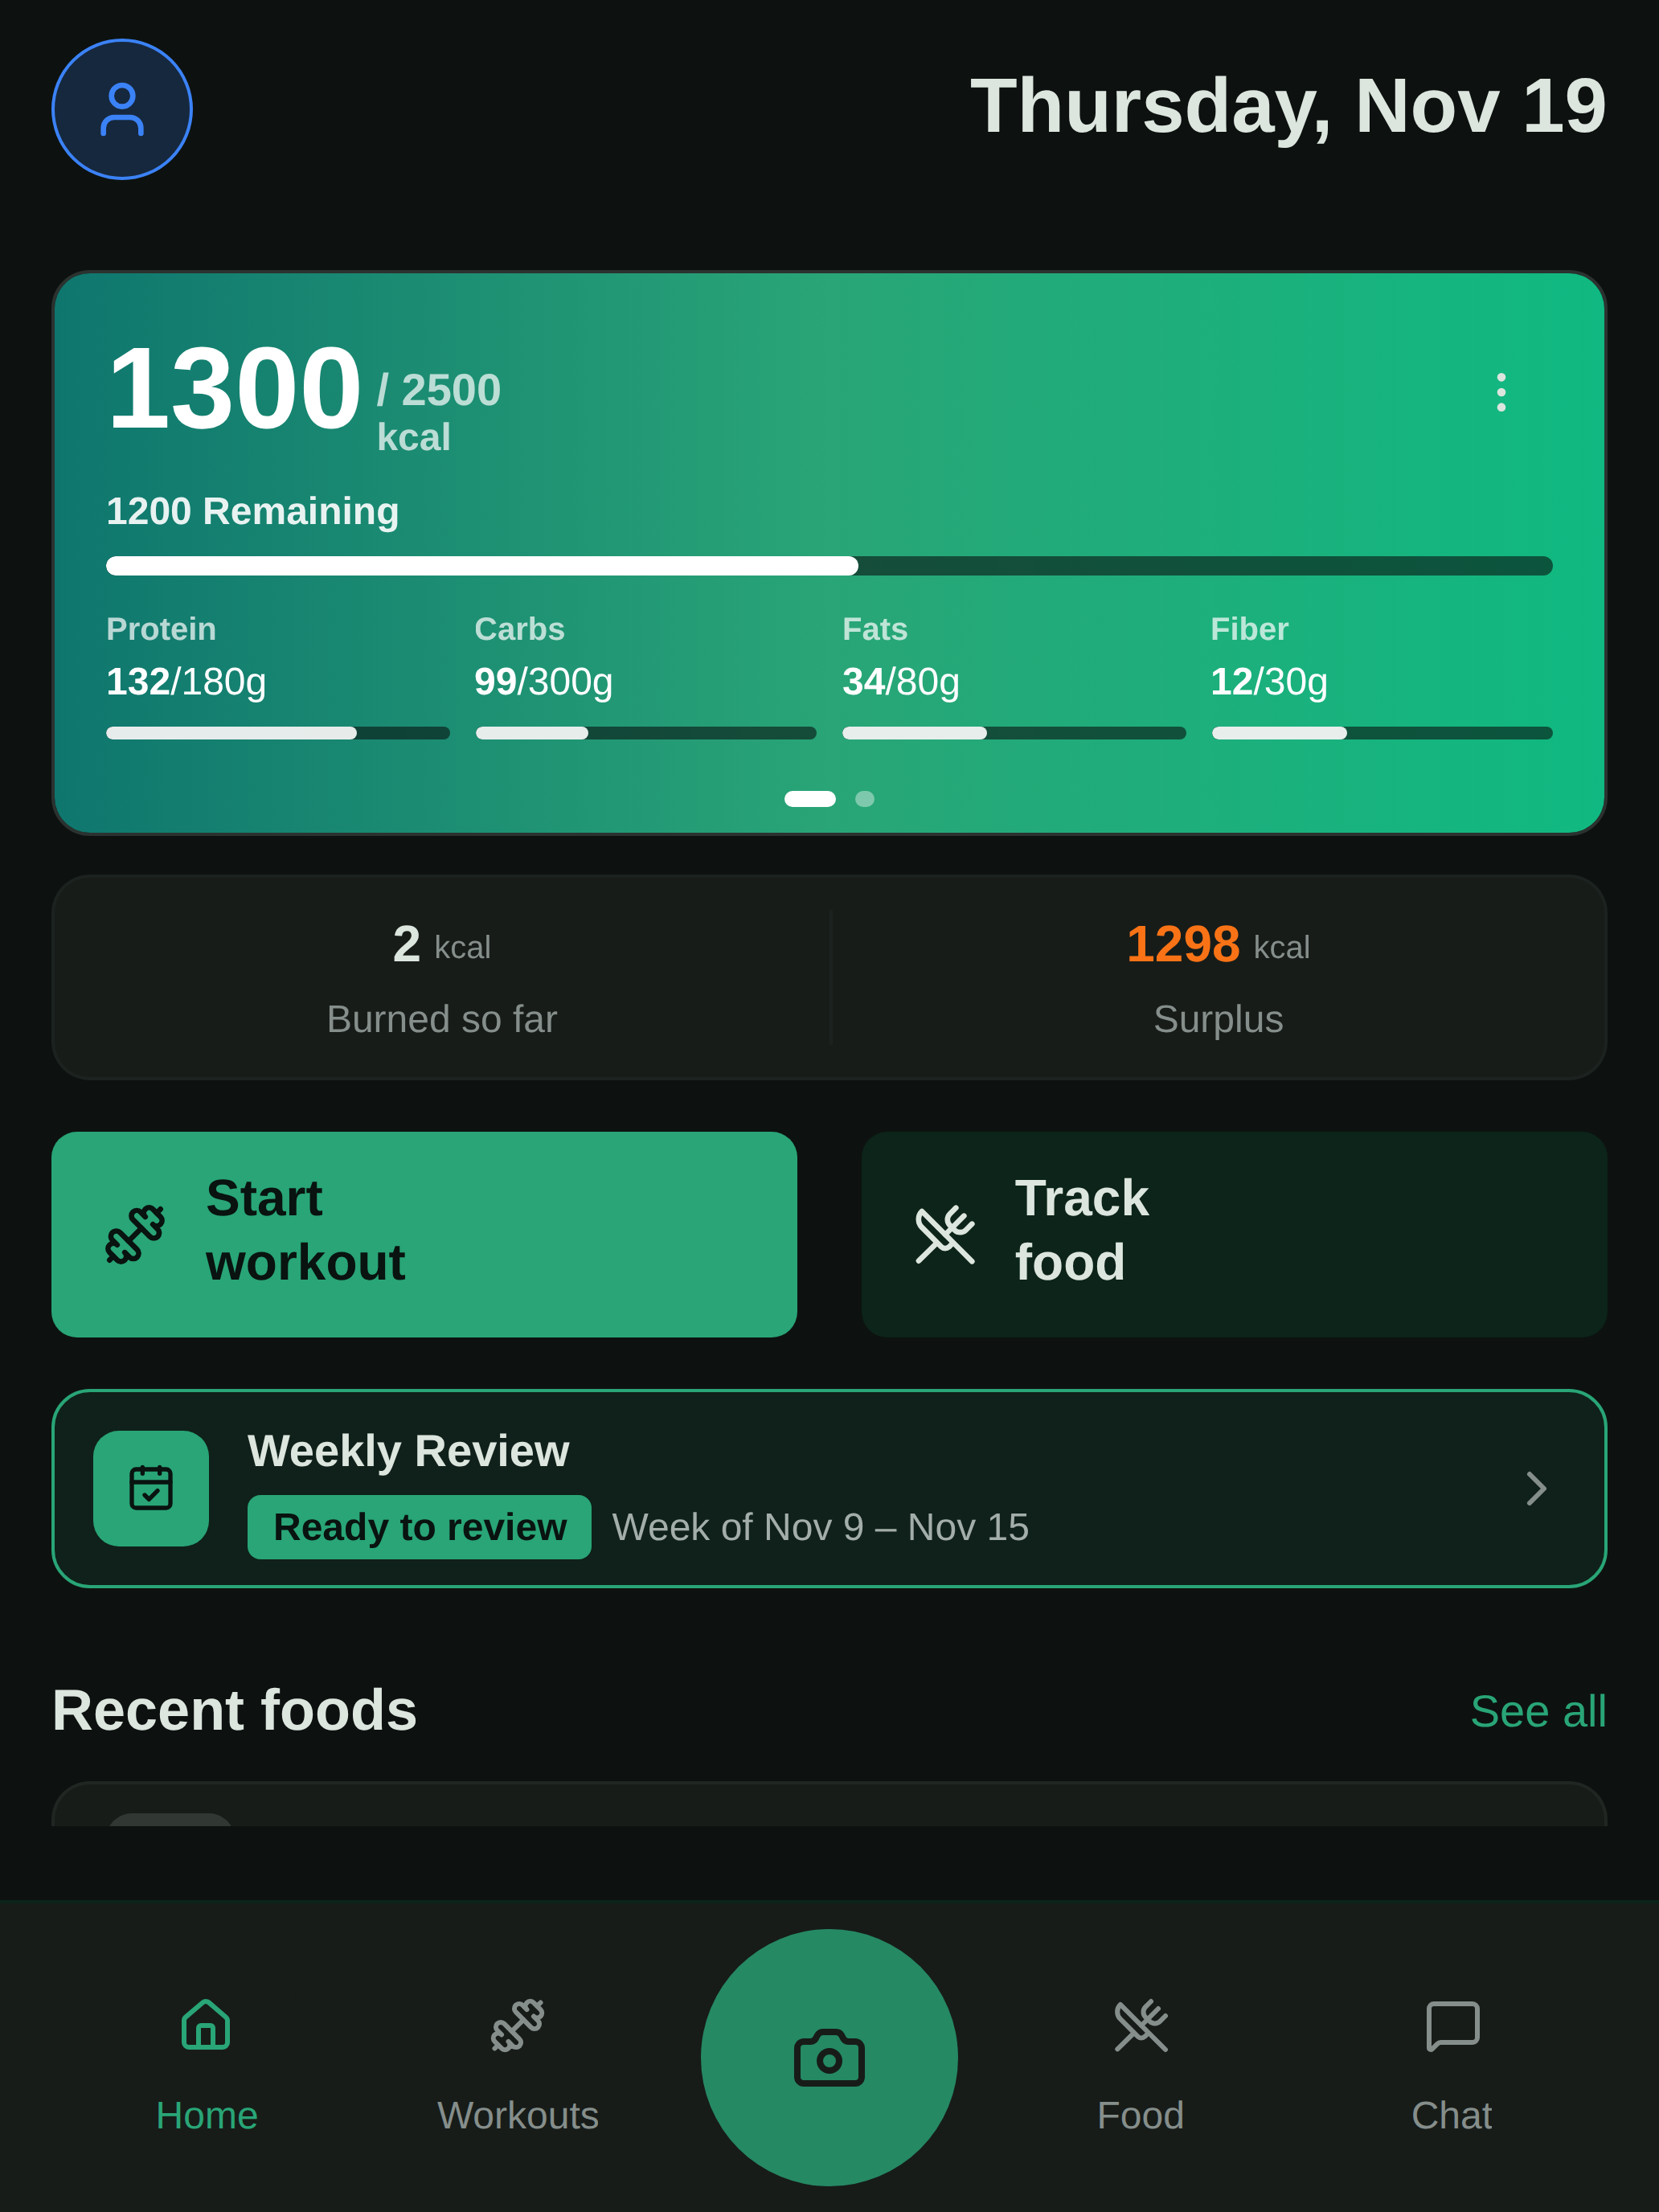 Thursday, Nov 19
1300 / 2500
kcal
1200 Remaining
Protein Carbs Fats Fiber
132/180g 99/300g 34/80g 12/30g
2 kcal 1298 kcal
Burned so far Surplus
Start
workout
Track
food
Weekly Review
Ready to review Week of Nov 9 – Nov 15
Recent foods See all
Home Workouts Food Chat